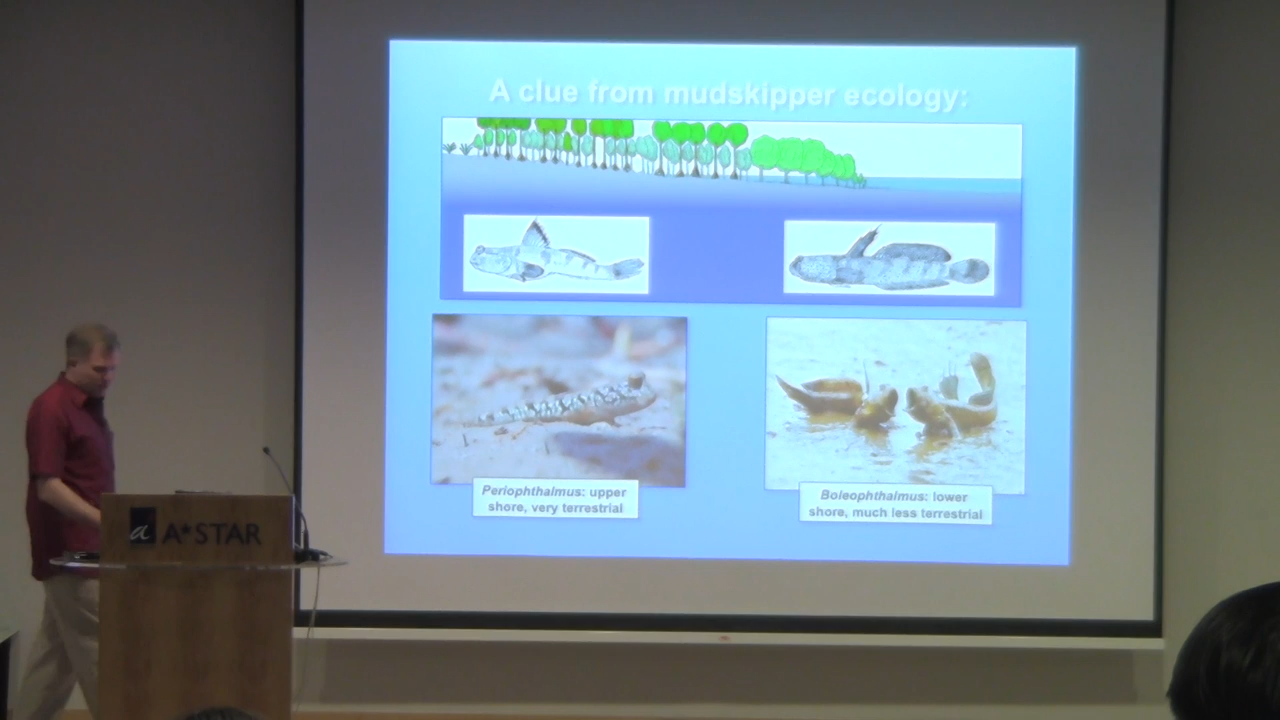 A clue from mudskipper ecology:
Periophthalmus: upper
shore, very terrestrial
Boleophthalmus: lower
shore, much less terrestrial
a A*STAR